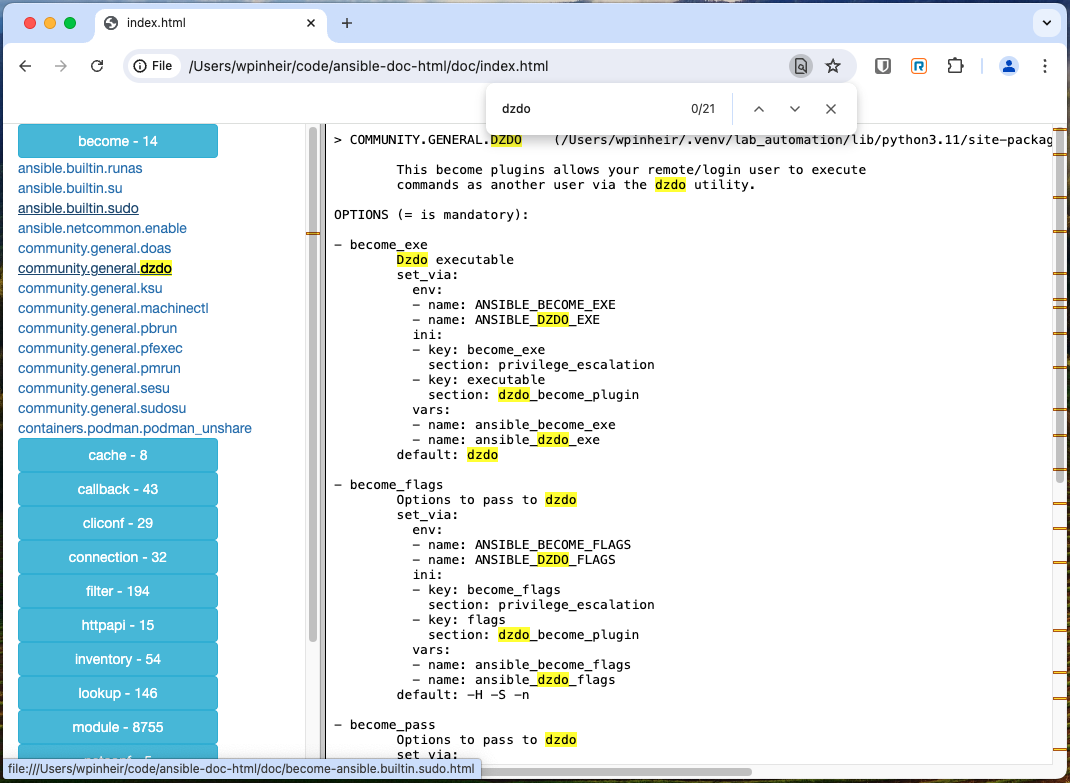 index.html
File /Users/wpinheir/code/ansible-doc-html/doc/index.html
dzdo 0/21
become - 14
ansible.builtin.runas
ansible.builtin.su
ansible.builtin.sudo
ansible.netcommon.enable
community.general.doas
community.general.dzdo
community.general.ksu
community.general.machinectl
community.general.pbrun
community.general.pfexec
community.general.pmrun
community.general.sesu
community.general.sudosu
containers.podman.podman_unshare
cache - 8
callback - 43
cliconf - 29
connection - 32
filter - 194
httpapi - 15
inventory - 54
lookup - 146
module - 8755
> COMMUNITY.GENERAL.DZDO (/Users/wpinheir/.venv/lab_automation/lib/python3.11/site-packag
This become plugins allows your remote/login user to execute
commands as another user via the dzdo utility.
OPTIONS (= is mandatory):
- become_exe
Dzdo executable
set_via:
env:
- name: ANSIBLE_BECOME_EXE
- name: ANSIBLE_DZDO_EXE
ini:
- key: become_exe
section: privilege_escalation
- key: executable
section: dzdo_become_plugin
vars:
- name: ansible_become_exe
- name: ansible_dzdo_exe
default: dzdo
- become_flags
Options to pass to dzdo
set_via:
env:
- name: ANSIBLE_BECOME_FLAGS
- name: ANSIBLE_DZDO_FLAGS
ini:
- key: become_flags
section: privilege_escalation
- key: flags
section: dzdo_become_plugin
vars:
- name: ansible_become_flags
- name: ansible_dzdo_flags
default: -H -S -n
- become_pass
Options to pass to dzdo
set_via:
file:///Users/wpinheir/code/ansible-doc-html/doc/become-ansible.builtin.sudo.html